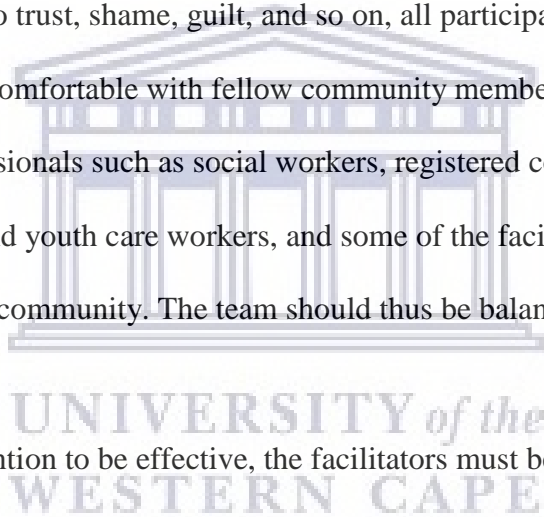 o trust, shame, guilt, and so on, all participa
omfortable with fellow community membe
sionals such as social workers, registered c
d youth care workers, and some of the faci
community. The team should thus be balan
UNIVERSITY of the
ntion to be effective, the facilitators must b
WESTERN CAPE